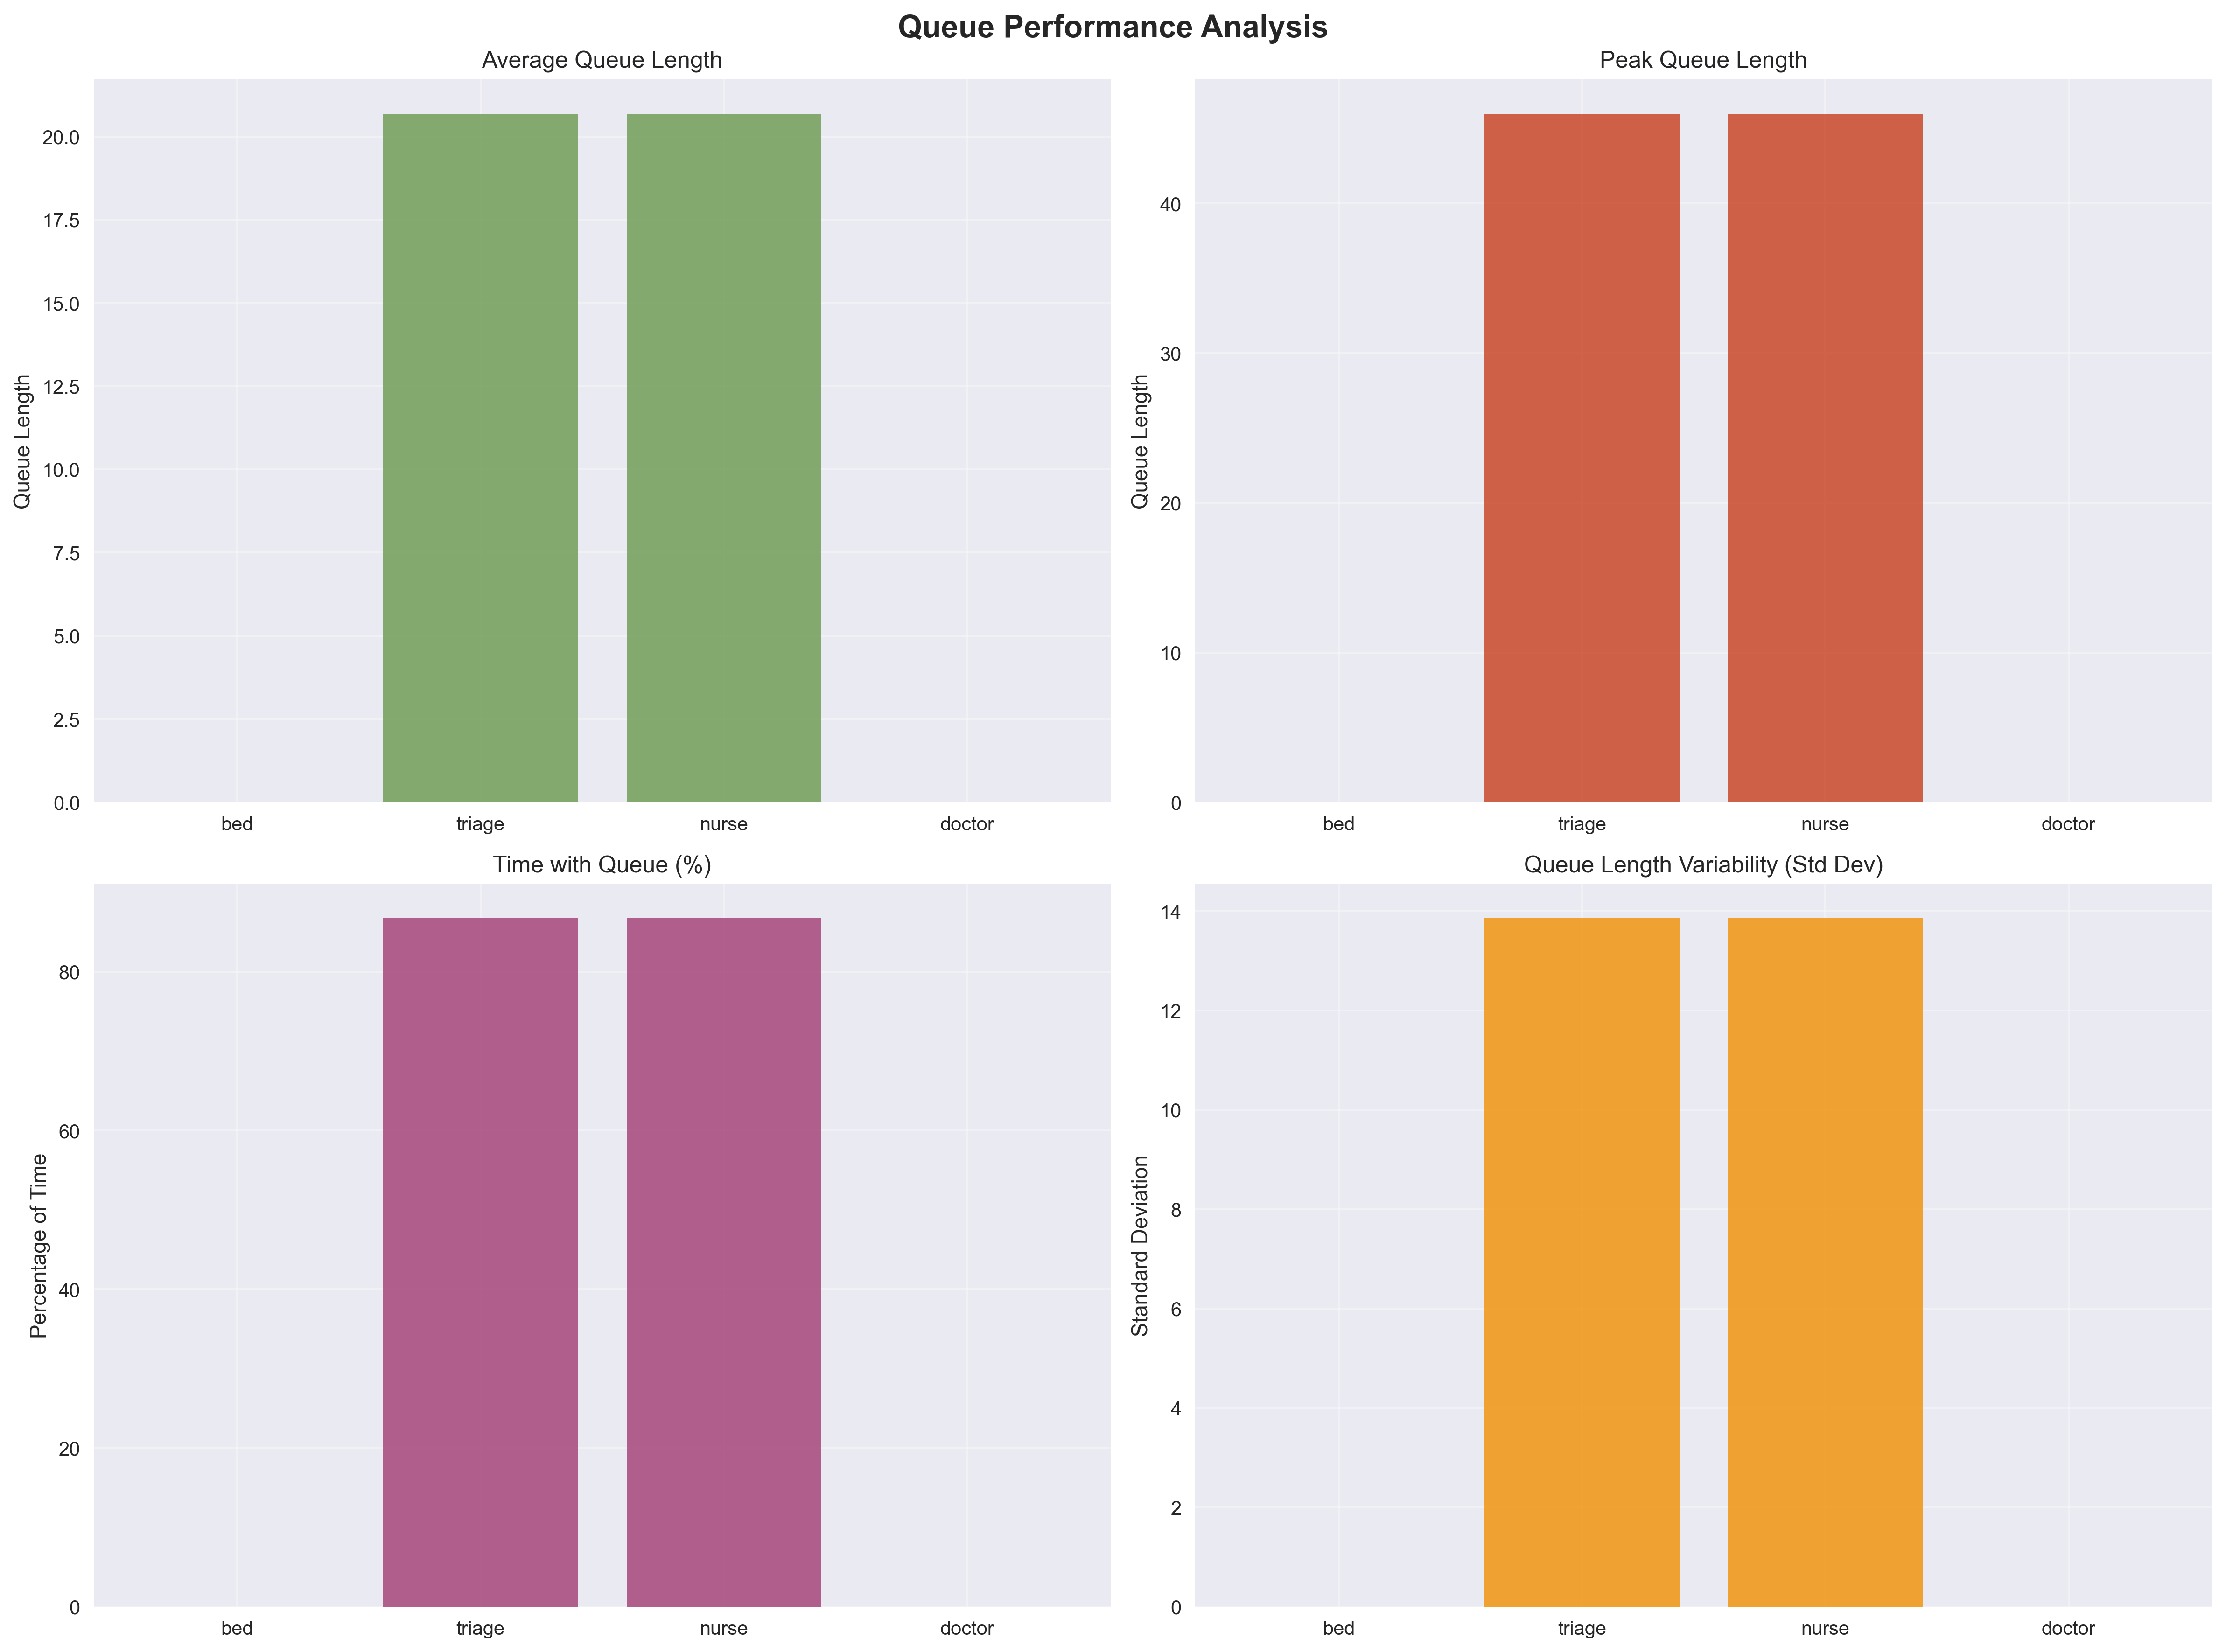 Queue Performance Analysis
Average Queue Length
Queue Length
20.0
17.5
15.0
12.5
10.0
7.5
5.0
2.5
0.0
bed triage nurse doctor
Peak Queue Length
Queue Length
40
30
20
10
0
bed triage nurse doctor
Time with Queue (%)
Percentage of Time
80
60
40
20
0
bed triage nurse doctor
Queue Length Variability (Std Dev)
Standard Deviation
14
12
10
8
6
4
2
0
bed triage nurse doctor